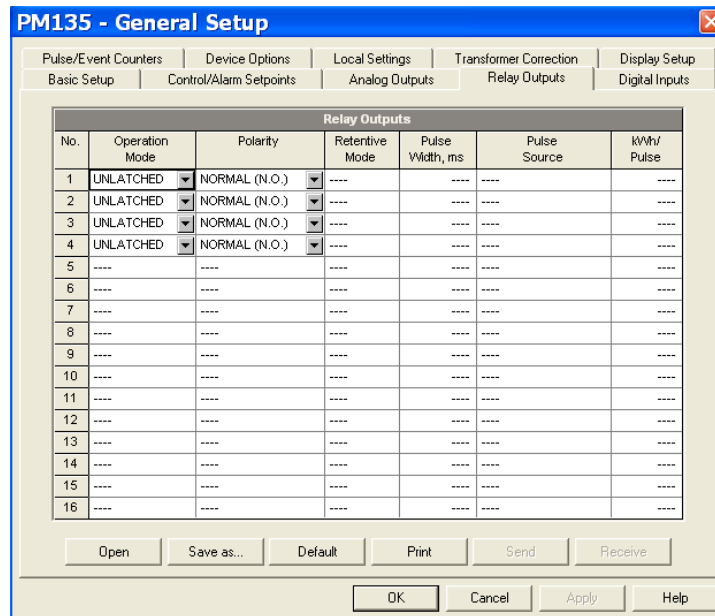 PM135 - General Setup
Pulse/Event Counters Device Options Local Settings Transformer Correction Display Setup
Basic Setup Control/Alarm Setpoints Analog Outputs Relay Outputs Digital Inputs
Relay Outputs
No. Operation Mode Polarity Retentive Mode Pulse Width, ms Pulse Source kWh/ Pulse
1 UNLATCHED NORMAL (N.O.) ---- ---- ---- ----
2 UNLATCHED NORMAL (N.O.) ---- ---- ---- ----
3 UNLATCHED NORMAL (N.O.) ---- ---- ---- ----
4 UNLATCHED NORMAL (N.O.) ---- ---- ---- ----
5 ---- ---- ---- ---- ---- ----
6 ---- ---- ---- ---- ---- ----
7 ---- ---- ---- ---- ---- ----
8 ---- ---- ---- ---- ---- ----
9 ---- ---- ---- ---- ---- ----
10 ---- ---- ---- ---- ---- ----
11 ---- ---- ---- ---- ---- ----
12 ---- ---- ---- ---- ---- ----
13 ---- ---- ---- ---- ---- ----
14 ---- ---- ---- ---- ---- ----
15 ---- ---- ---- ---- ---- ----
16 ---- ---- ---- ---- ---- ----
Open Save as... Default Print Send Receive
OK Cancel Apply Help